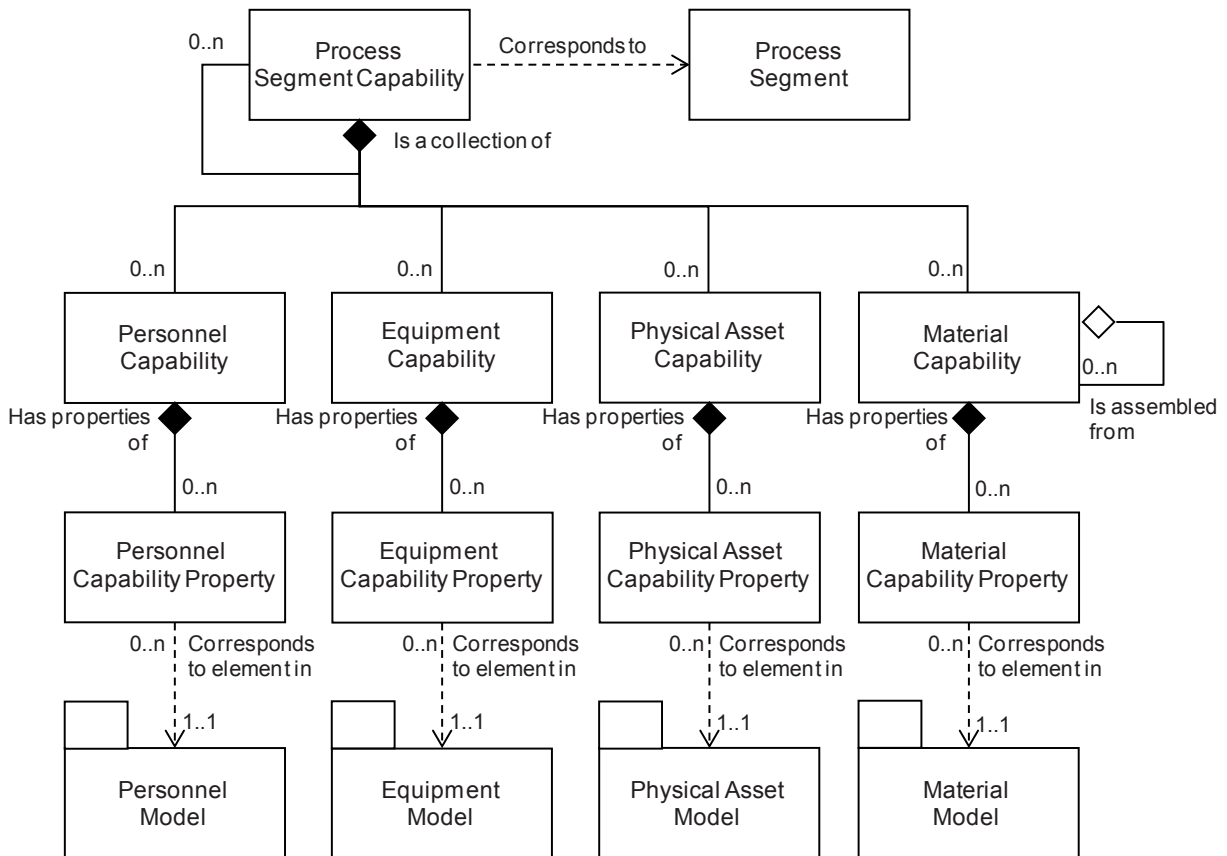 0..n
Process
Segment Capability
Corresponds to
Process
Segment
Is a collection of
0..n
0..n
0..n
0..n
Personnel
Capability
Equipment
Capability
Physical Asset
Capability
Material
Capability
0..n
Is assembled
from
Has properties
of
Has properties
of
Has properties
of
Has properties
of
0..n
0..n
0..n
0..n
Personnel
Capability Property
Equipment
Capability Property
Physical Asset
Capability Property
Material
Capability Property
0..n
Corresponds
to element in
0..n
Corresponds
to element in
0..n
Corresponds
to element in
0..n
Corresponds
to element in
1..1
1..1
1..1
1..1
Personnel
Model
Equipment
Model
Physical Asset
Model
Material
Model